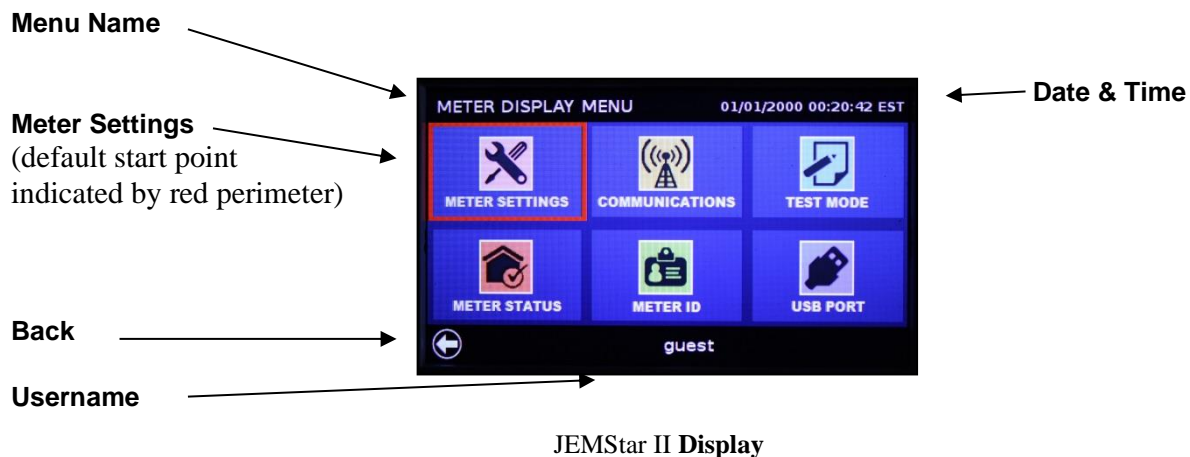 Menu Name
METER DISPLAY MENU 01/01/2000 00:20:42 EST
Date & Time
Meter Settings
(default start point
indicated by red perimeter)
METER SETTINGS
COMMUNICATIONS
TEST MODE
METER STATUS
METER ID
USB PORT
Back
guest
Username
JEMStar II Display